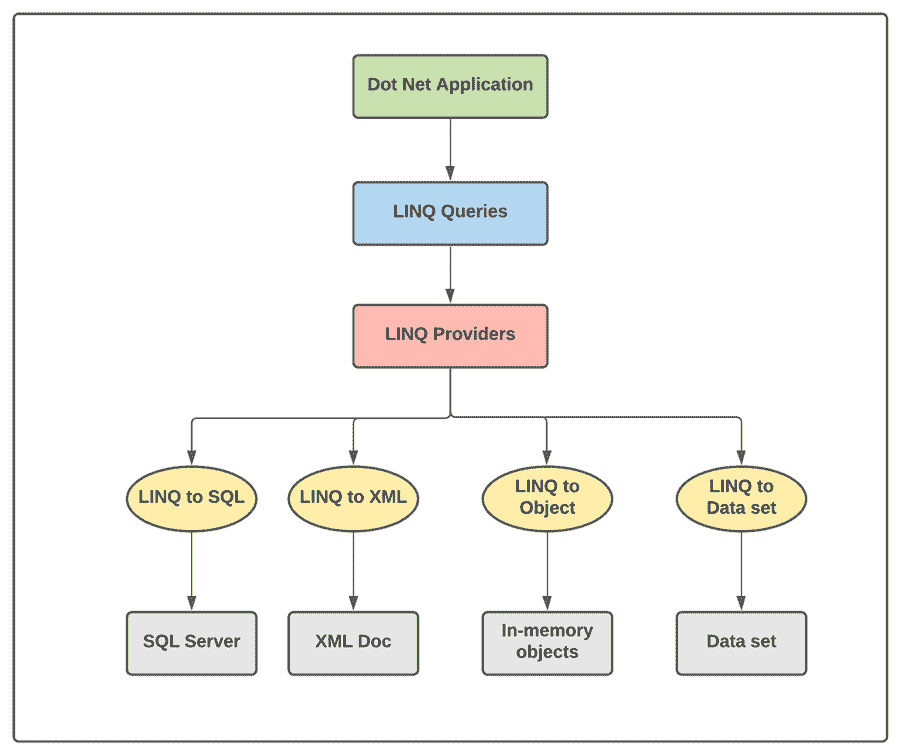 Dot Net Application
LINQ Queries
LINQ Providers
LINQ to SQL
LINQ to XML
LINQ to
Object
LINQ to
Data set
SQL Server
XML Doc
In-memory
objects
Data set